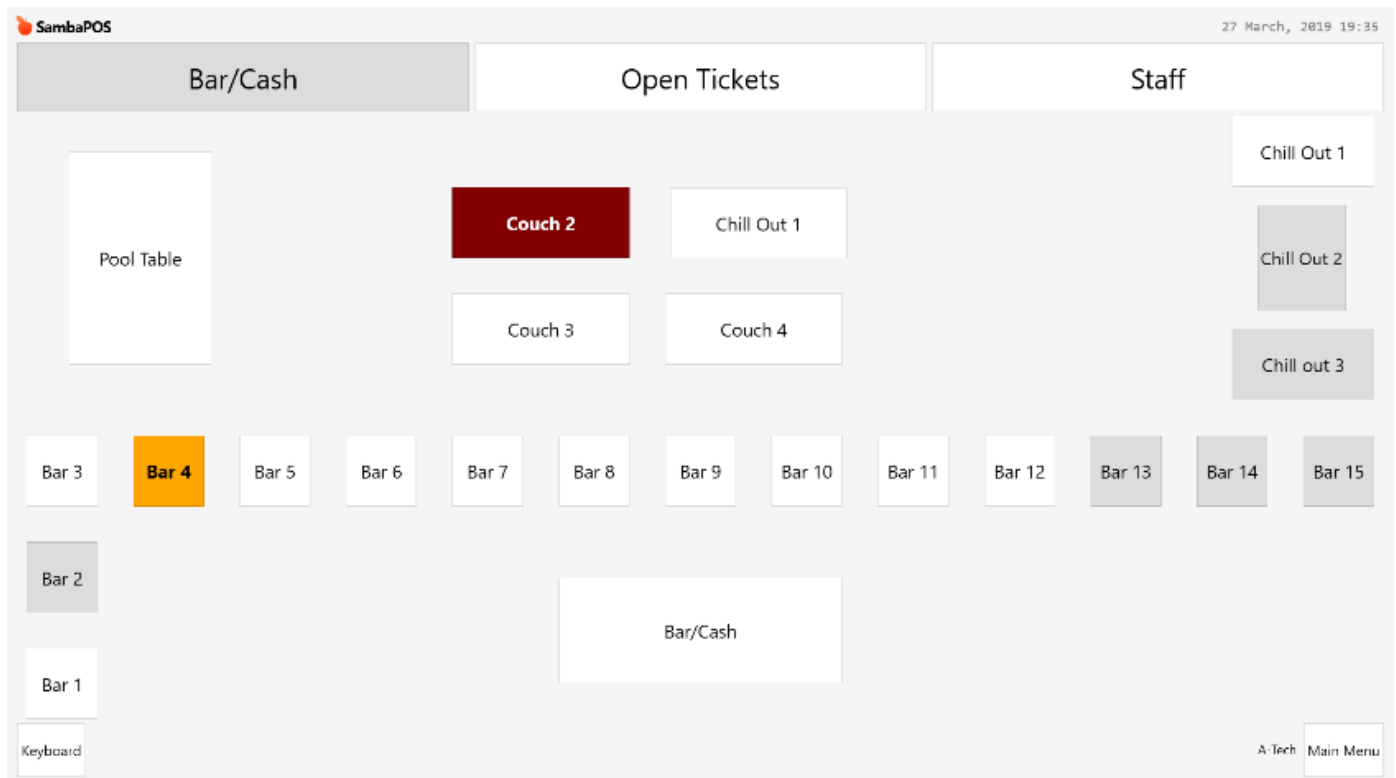 SambaPOS
27 March, 2019 19:35
Bar/Cash
Open Tickets
Staff
Chill Out 1
Couch 2
Chill Out 1
Pool Table
Chill Out 2
Couch 3
Couch 4
Chill out 3
Bar 3
Bar 4
Bar 5
Bar 6
Bar 7
Bar 8
Bar 9
Bar 10
Bar 11
Bar 12
Bar 13
Bar 14
Bar 15
Bar 2
Bar/Cash
Bar 1
Keyboard
A-Tech
Main Menu